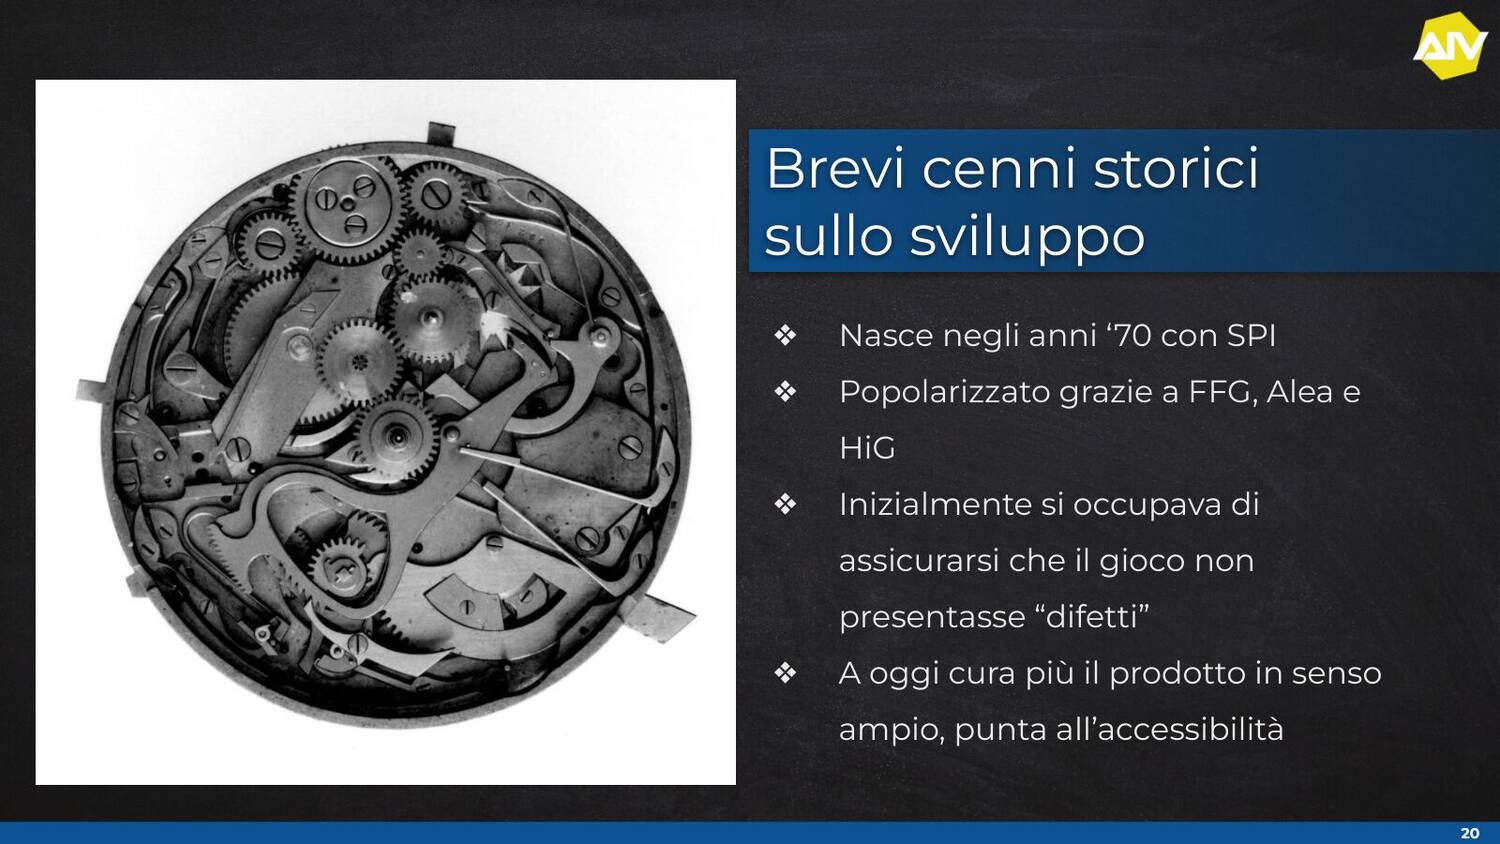 AIV
Brevi cenni storici
sullo sviluppo
❖ Nasce negli anni ‘70 con SPI
❖ Popolarizzato grazie a FFG, Alea e
HiG
❖ Inizialmente si occupava di
assicurarsi che il gioco non
presentasse “difetti”
❖ A oggi cura più il prodotto in senso
ampio, punta all’accessibilità
20